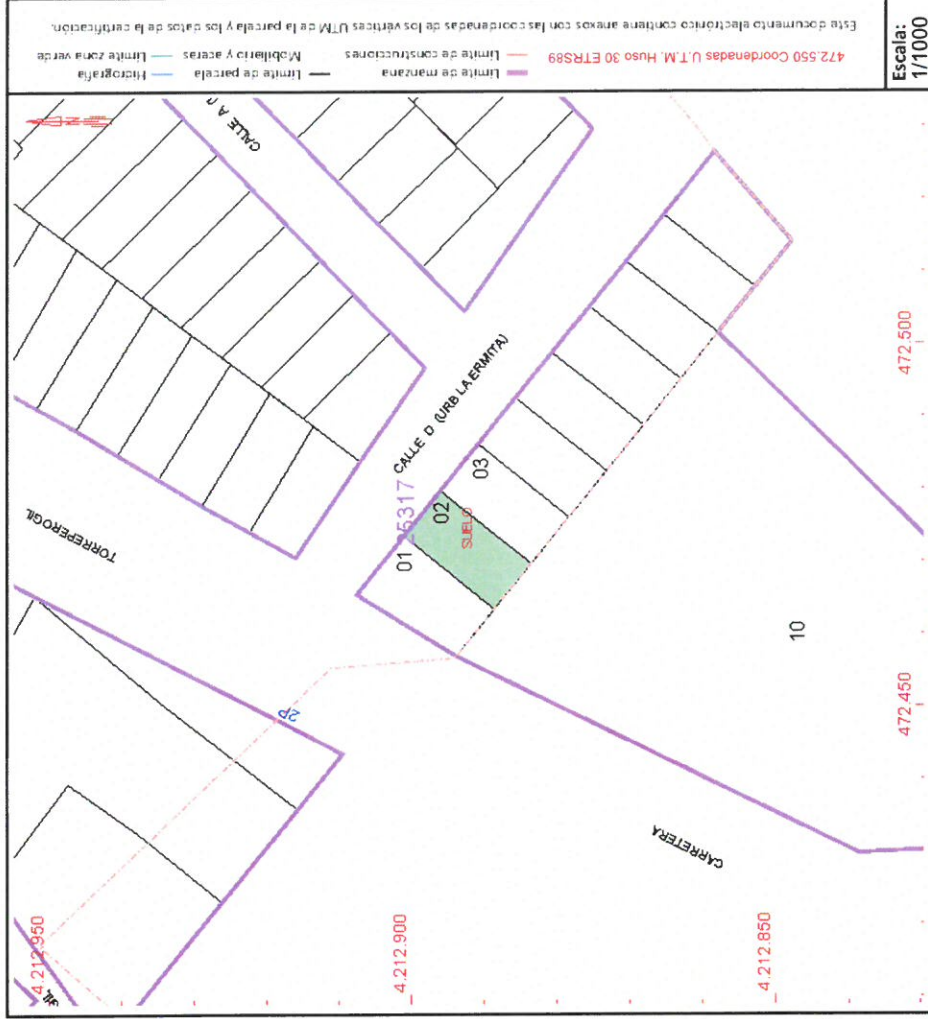 Este documento electrónico contiene anexos con las coordenadas de los vértices UTM de la parcela y los datos de la certificación.
472.550 Coordenadas U.T.M. Huso 30 ETRS89
Límite de manzana
Límite de construcciones
Límite de parcela
Mobiliario y aceras
Hidrografía
Límite zona verde
Escala:
1/1000
4.212.950
CALLE A (
TORREPEROGIL
2P
4.212.900
CALLE D (URB LA ERMITA)
25317
01
02
03
SUELO
10
CARRETERA
4.212.850
472.450
472.500